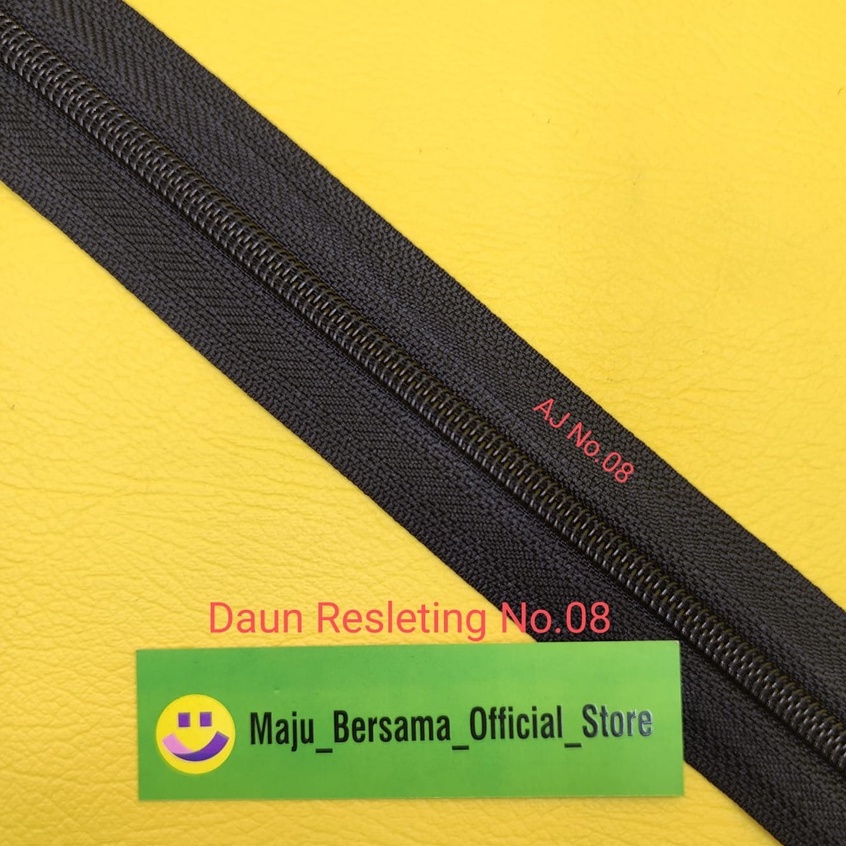 AJ No.08
Daun Resleting No.08
Maju_Bersama_Official_Store